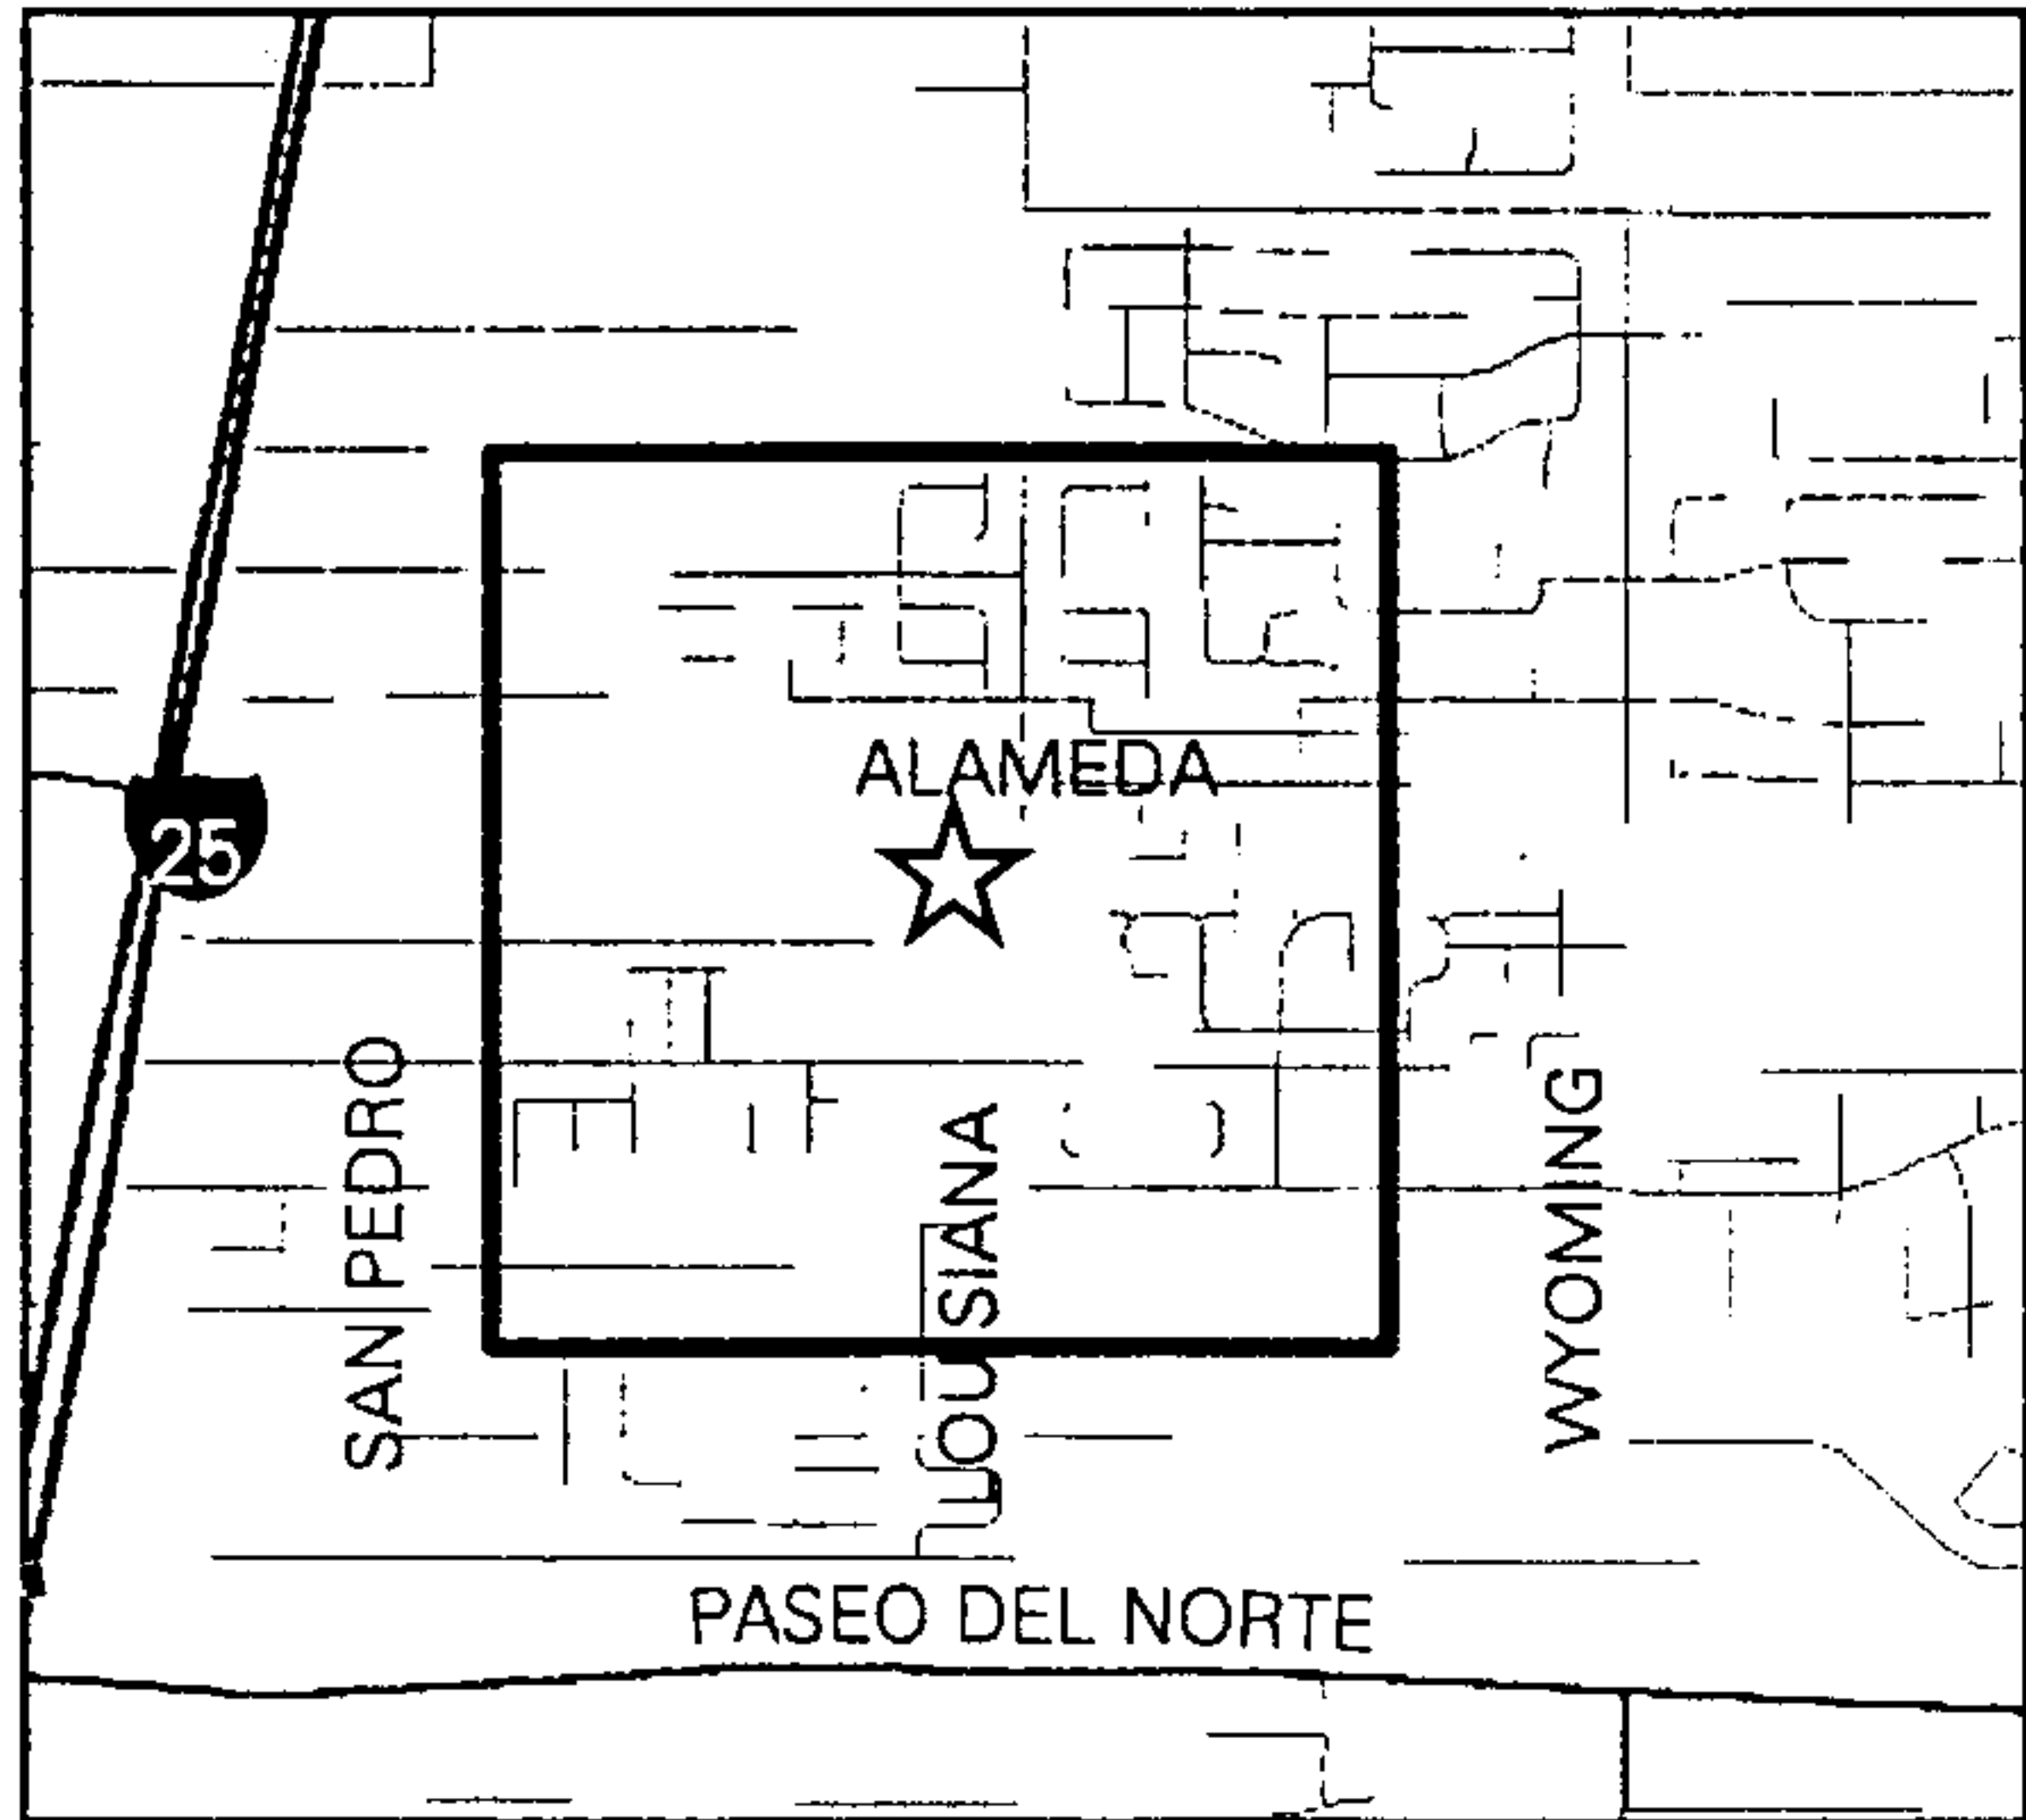 ALAMEDA
25
SAN PEDRO
LOUISIANA
WYOMING
PASEO DEL NORTE